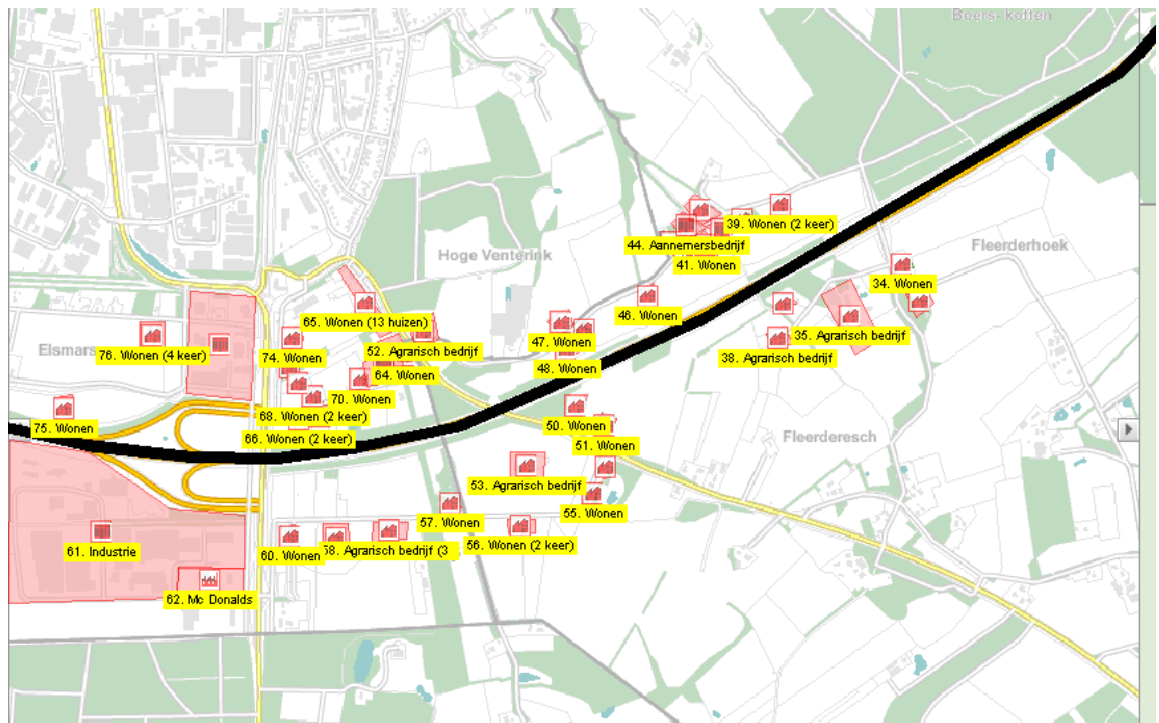 Boers- kotten
39. Wonen (2 keer)
44. Aannemersbedrijf
Fleerderhoek
Hoge Venterink
41. Wonen
34. Wonen
46. Wonen
65. Wonen (13 huizen)
35. Agrarisch bedrijf
47. Wonen
Elsmars
76. Wonen (4 keer)
74. Wonen
52. Agrarisch bedrijf
38. Agrarisch bedrijf
48. Wonen
64. Wonen
70. Wonen
68. Wonen (2 keer)
50. Wonen
75. Wonen
66. Wonen (2 keer)
Fleerderesch
51. Wonen
53. Agrarisch bedrijf
55. Wonen
57. Wonen
56. Wonen (2 keer)
61. Industrie
60. Wonen
58. Agrarisch bedrijf (3
62. Mc Donalds